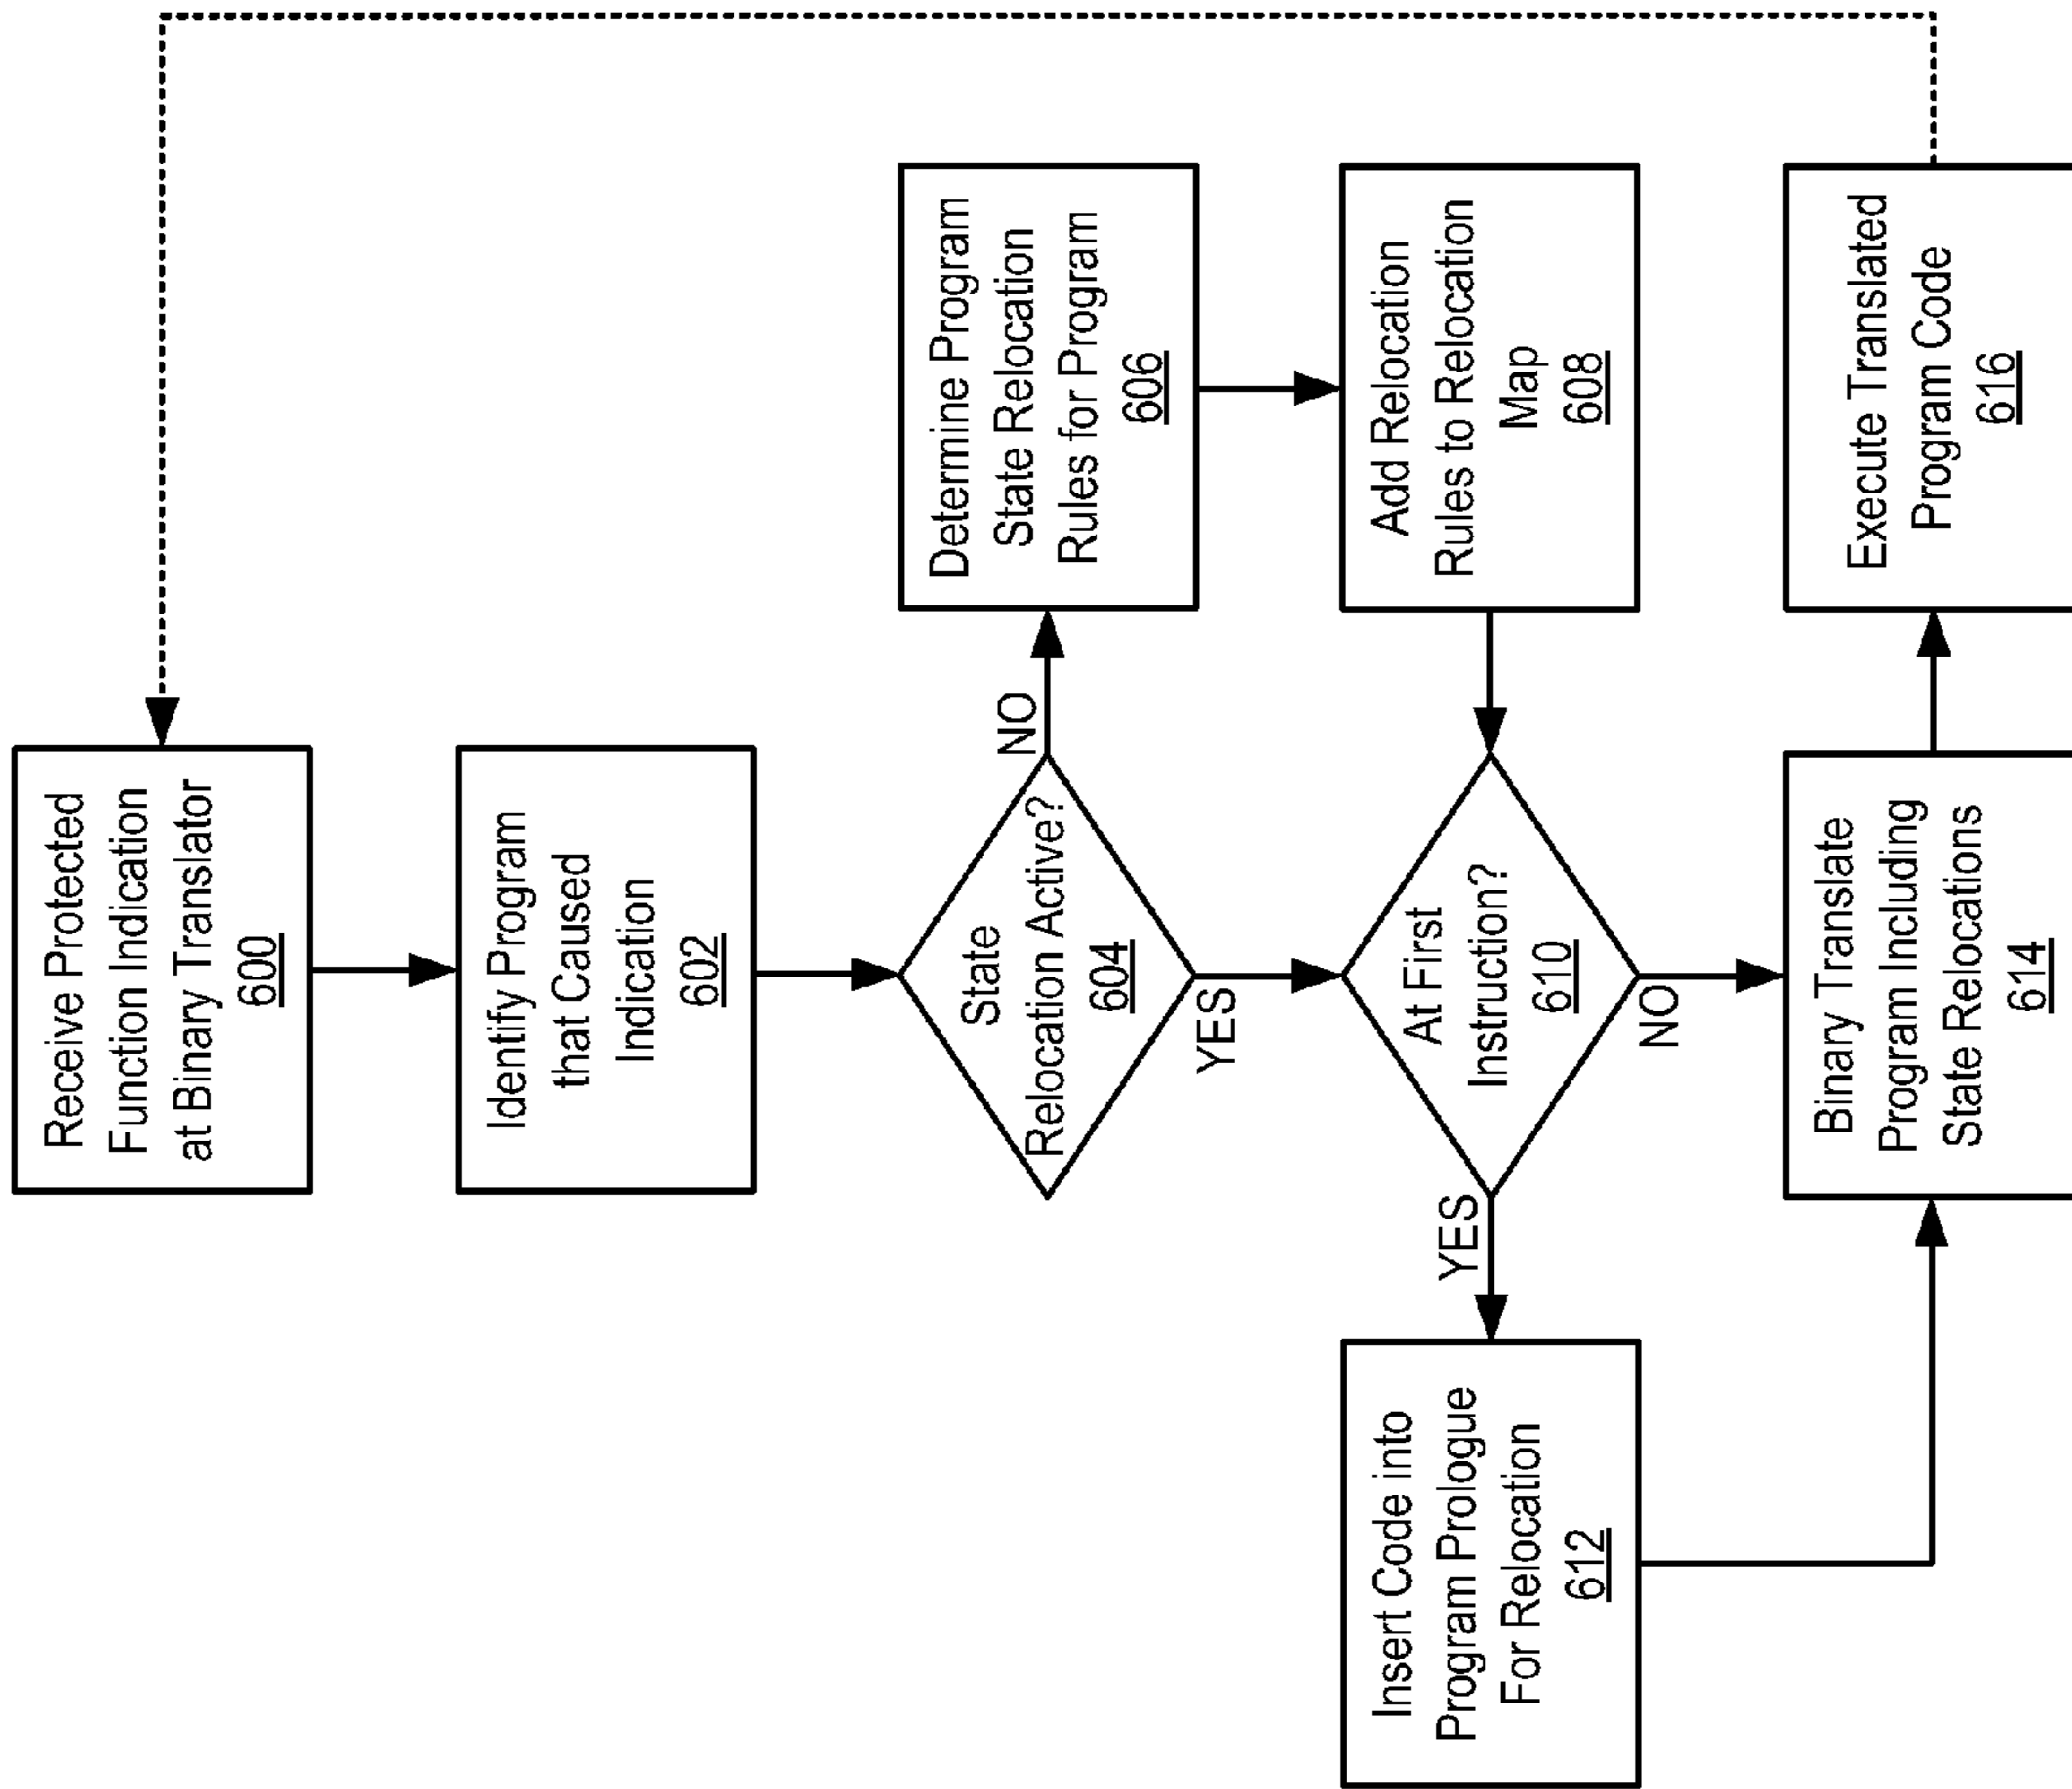 Receive Protected
Function Indication
at Binary Translator
600
Identify Program
that Caused
Indication
602
State
Relocation Active?
604
NO
YES
Determine Program
State Relocation
Rules for Program
606
Add Relocation
Rules to Relocation
Map
608
At First
Instruction?
610
YES
NO
Insert Code into
Program Prologue
For Relocation
612
Binary Translate
Program Including
State Relocations
614
Execute Translated
Program Code
616